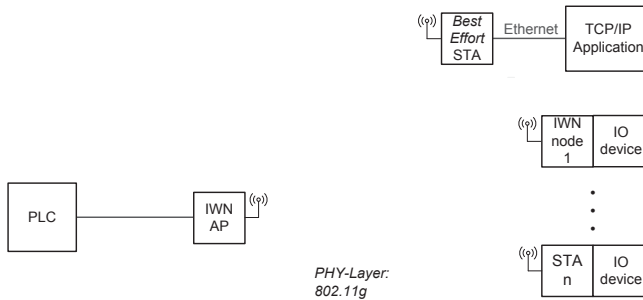 Best
Effort
STA
Ethernet
TCP/IP
Application
IWN
node
1
IO
device
PLC
IWN
AP
STA
n
IO
device
PHY-Layer:
802.11g